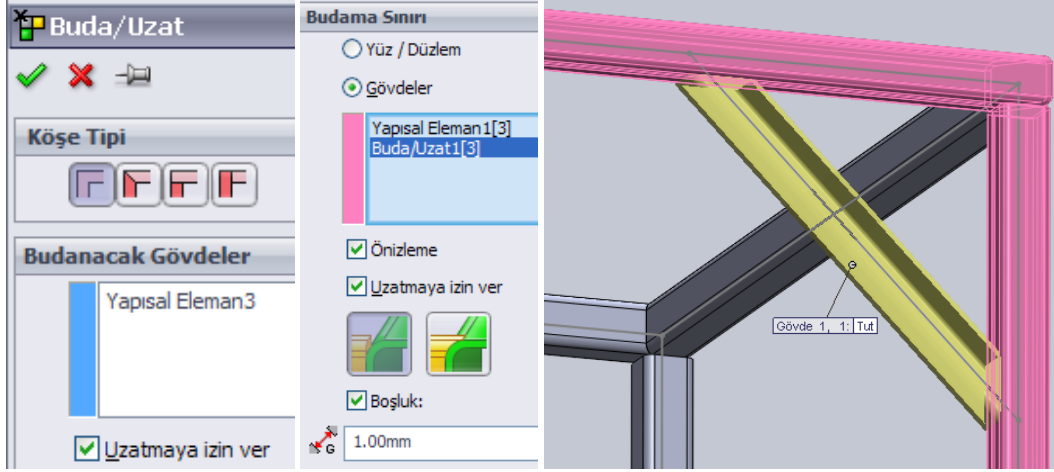 Buda/Uzat
Köşe Tipi
Budanacak Gövdeler
Yapısal Eleman3
Uzatmaya izin ver
Budama Sınırı
Yüz / Düzlem
Gövdeler
Yapısal Eleman1[3]
Buda/Uzat1[3]
Önizleme
Uzatmaya izin ver
Boşluk:
G
1.00mm
Gövde 1, 1: Tut